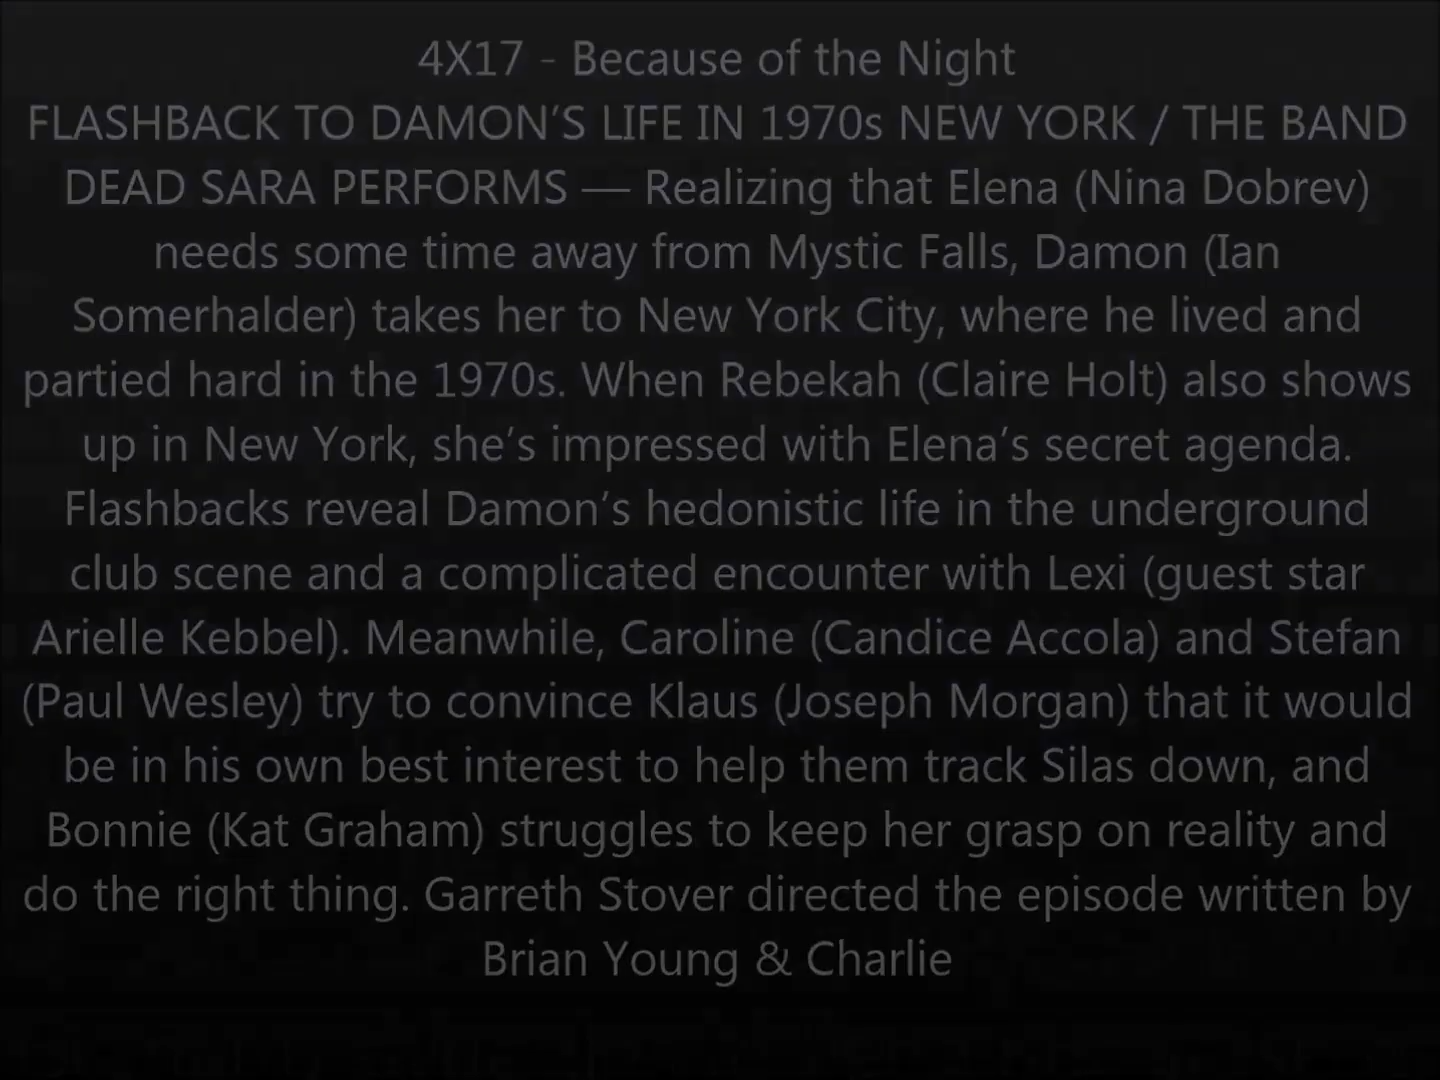 4X17 - Because of the Night
FLASHBACK TO DAMON’S LIFE IN 1970s NEW YORK / THE BAND
DEAD SARA PERFORMS — Realizing that Elena (Nina Dobrev)
needs some time away from Mystic Falls, Damon (Ian
Somerhalder) takes her to New York City, where he lived and
partied hard in the 1970s. When Rebekah (Claire Holt) also shows
up in New York, she’s impressed with Elena’s secret agenda.
Flashbacks reveal Damon’s hedonistic life in the underground
club scene and a complicated encounter with Lexi (guest star
Arielle Kebbel). Meanwhile, Caroline (Candice Accola) and Stefan
(Paul Wesley) try to convince Klaus (Joseph Morgan) that it would
be in his own best interest to help them track Silas down, and
Bonnie (Kat Graham) struggles to keep her grasp on reality and
do the right thing. Garreth Stover directed the episode written by
Brian Young & Charlie